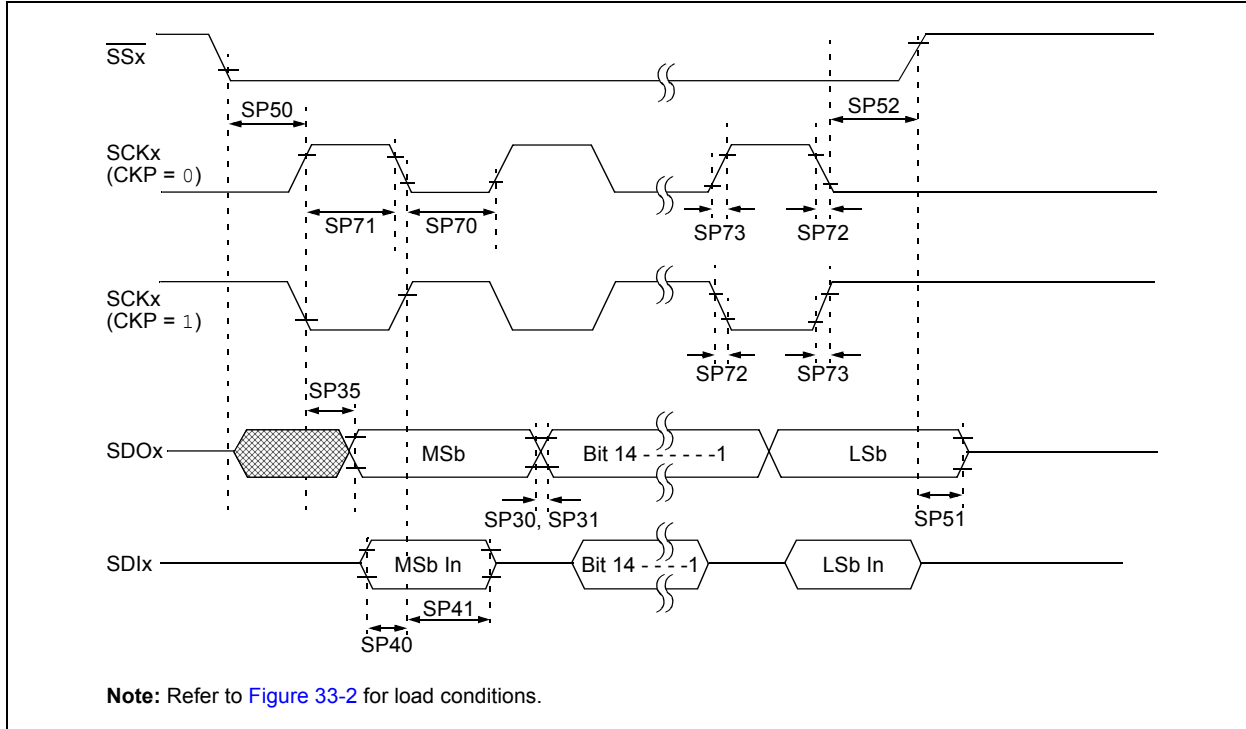 SSx
SP50
SP52
SCKx
(CKP = 0)
SP71
SP70
SP73
SP72
SCKx
(CKP = 1)
SP72
SP73
SP35
SDOx
MSb
Bit 14 - - - - - -1
LSb
SP30, SP31
SP51
SDIx
MSb In
Bit 14 - - - - -1
LSb In
SP41
SP40
Note: Refer to Figure 33-2 for load conditions.